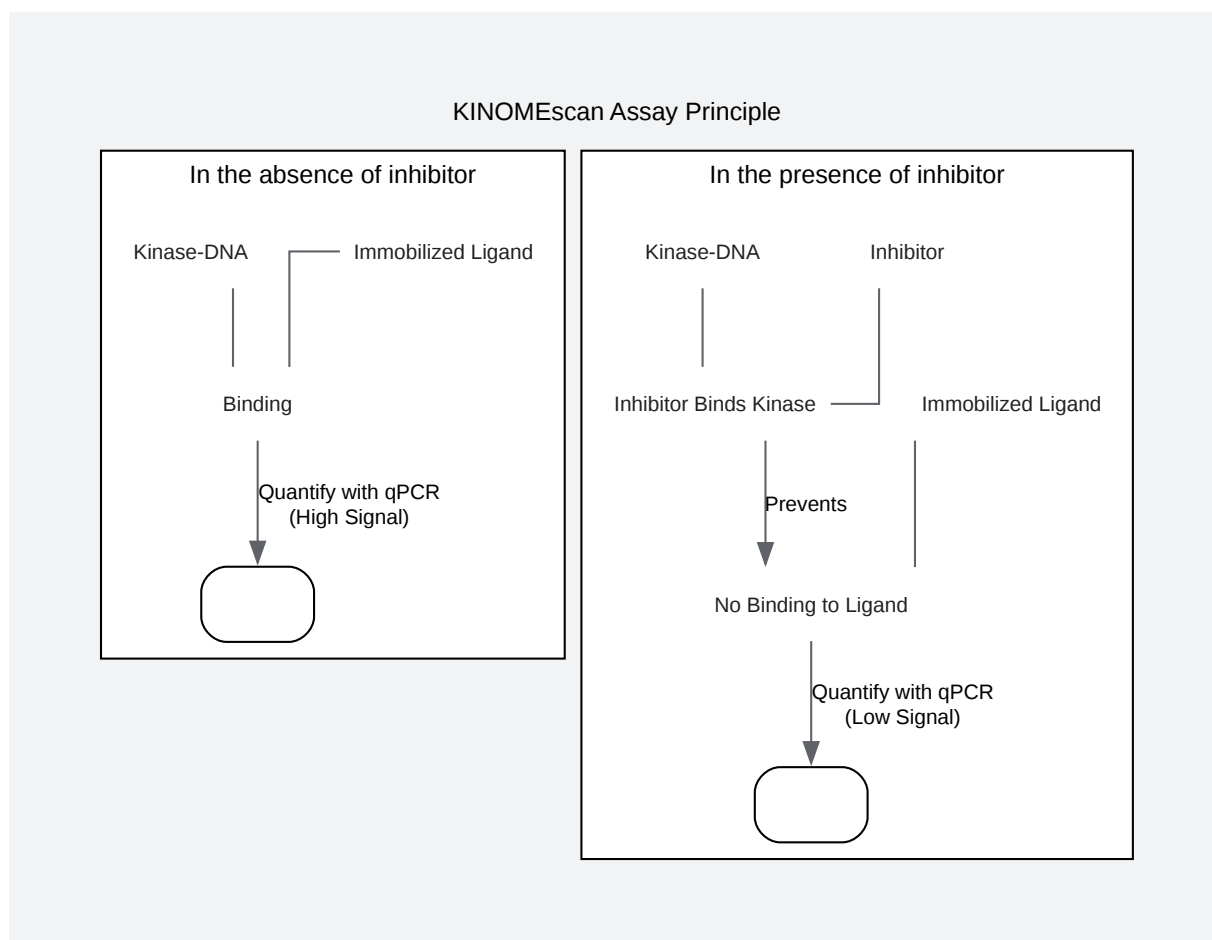 KINOMEscan Assay Principle
In the absence of inhibitor
Kinase-DNA
Immobilized Ligand
Binding
Quantify with qPCR
(High Signal)
In the presence of inhibitor
Kinase-DNA
Inhibitor
Inhibitor Binds Kinase
Immobilized Ligand
Prevents
No Binding to Ligand
Quantify with qPCR
(Low Signal)